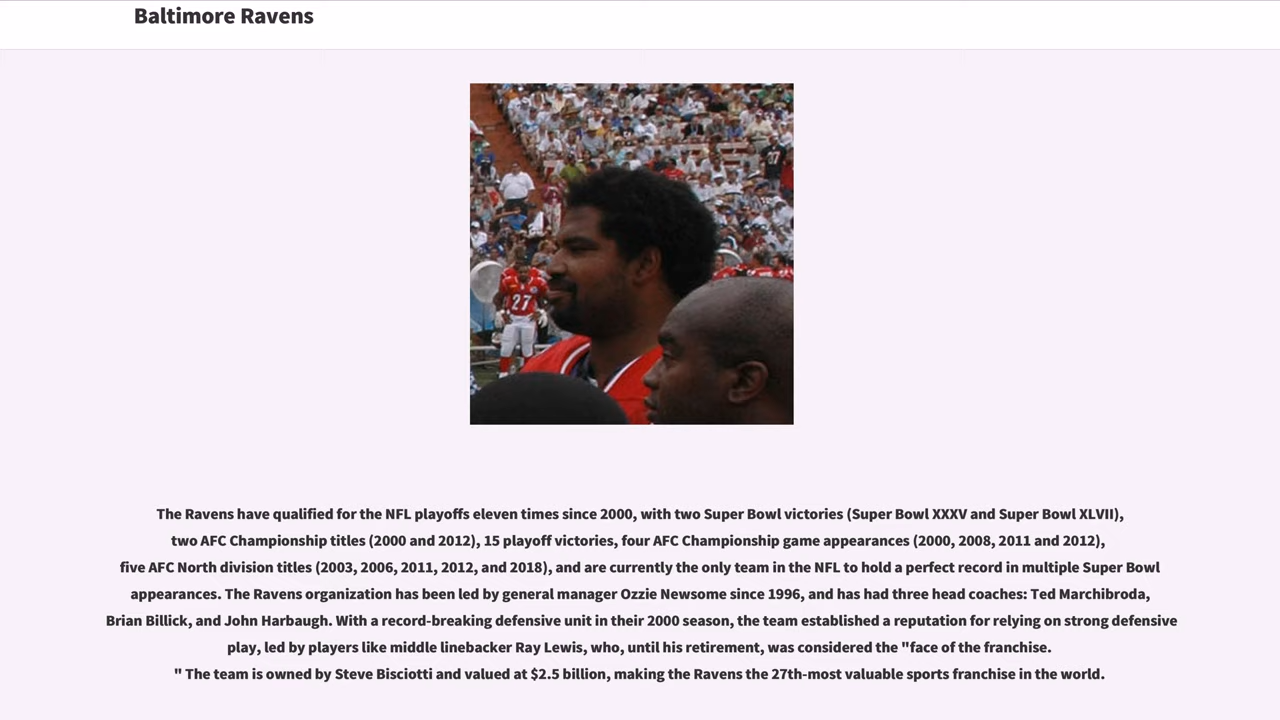 Baltimore Ravens
27
The Ravens have qualified for the NFL playoffs eleven times since 2000, with two Super Bowl victories (Super Bowl XXXV and Super Bowl XLVII),
two AFC Championship titles (2000 and 2012), 15 playoff victories, four AFC Championship game appearances (2000, 2008, 2011 and 2012),
five AFC North division titles (2003, 2006, 2011, 2012, and 2018), and are currently the only team in the NFL to hold a perfect record in multiple Super Bowl
appearances. The Ravens organization has been led by general manager Ozzie Newsome since 1996, and has had three head coaches: Ted Marchibroda,
Brian Billick, and John Harbaugh. With a record-breaking defensive unit in their 2000 season, the team established a reputation for relying on strong defensive
play, led by players like middle linebacker Ray Lewis, who, until his retirement, was considered the "face of the franchise.
" The team is owned by Steve Bisciotti and valued at $2.5 billion, making the Ravens the 27th-most valuable sports franchise in the world.